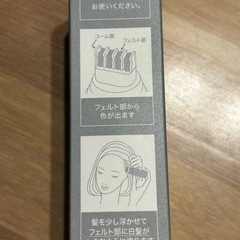 お使いください。
コーム部
フェルト部
フェルト部から
色が出ます
髪を少し浮かせて
フェルト部に白髪が